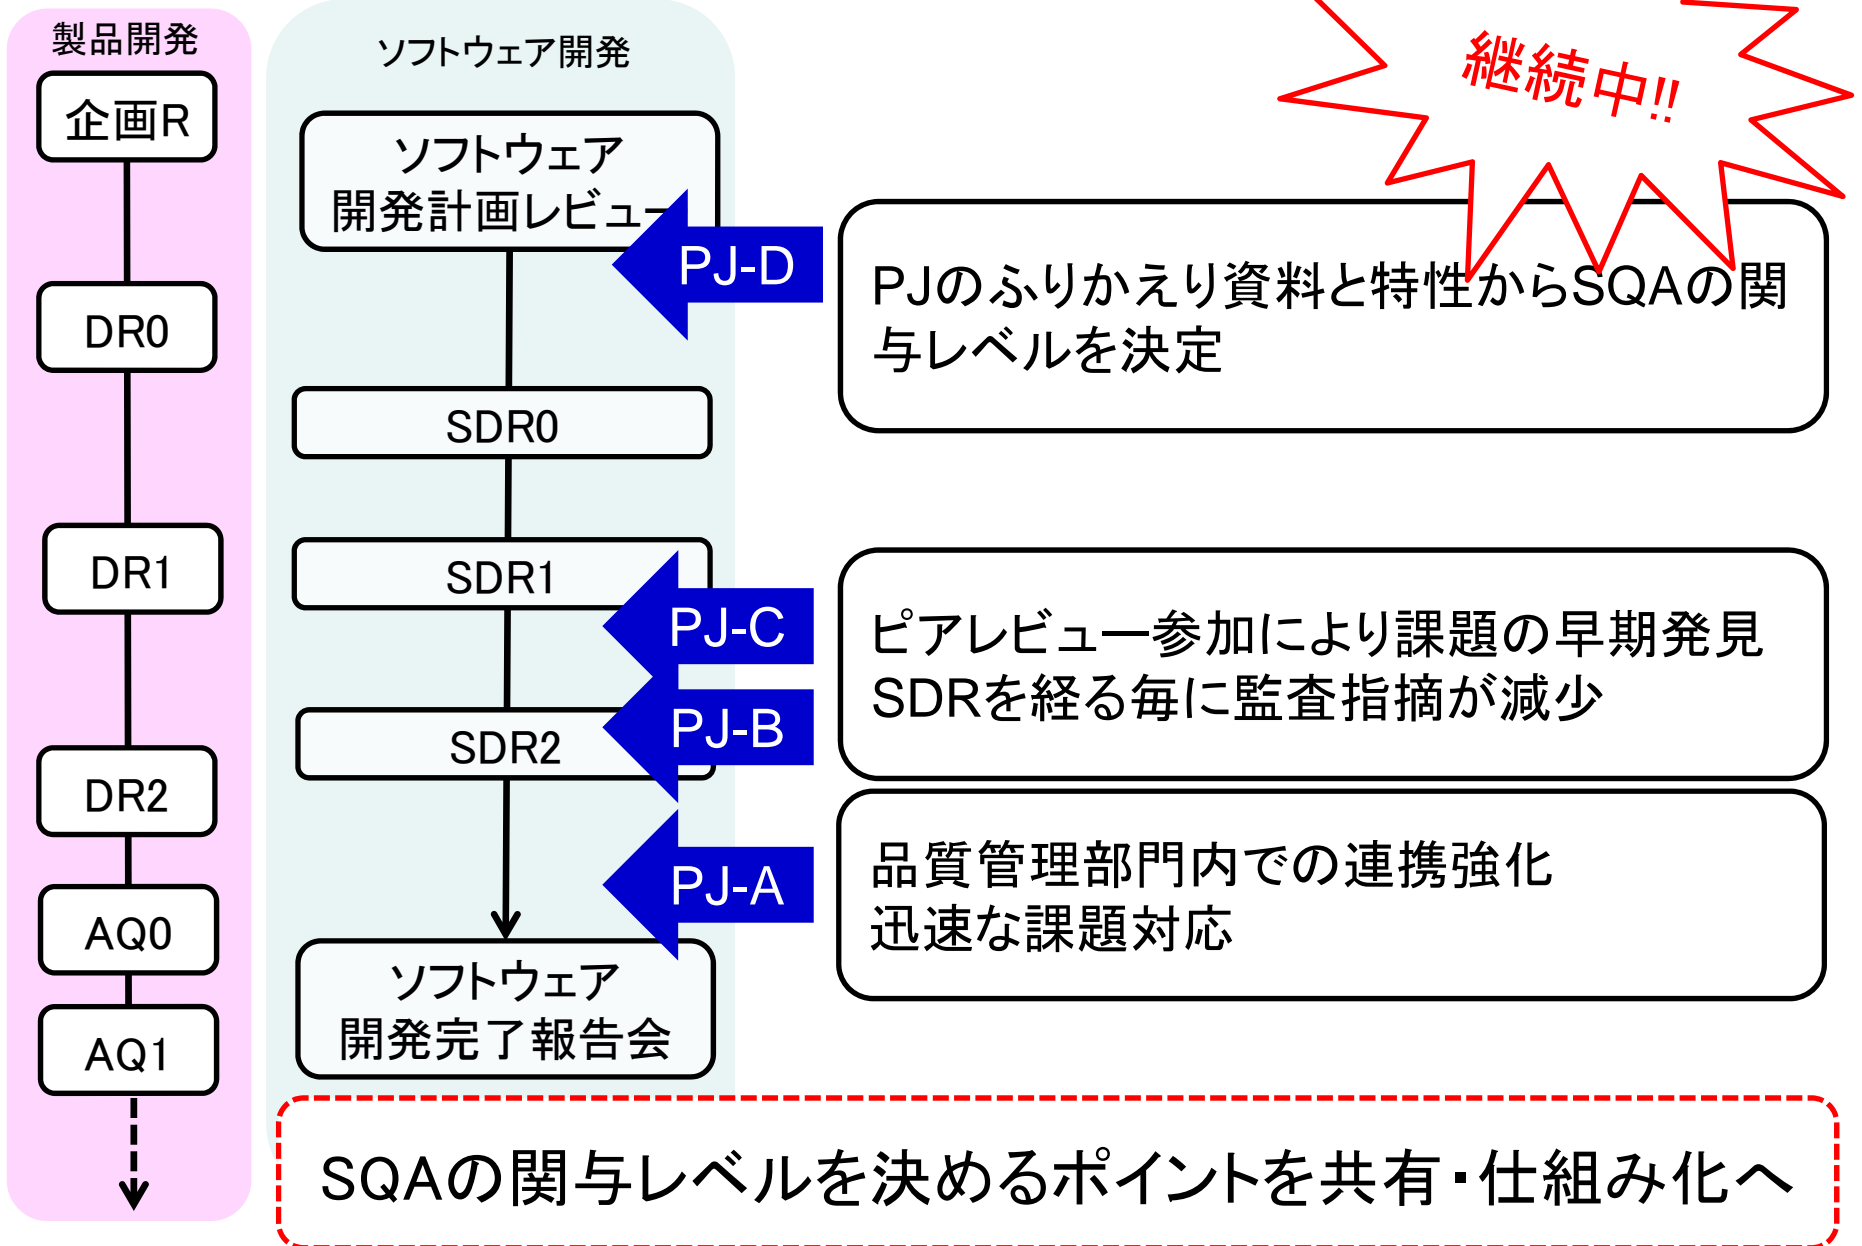 製品開発
企画R
DR0
DR1
DR2
AQ0
AQ1
ソフトウェア開発
ソフトウェア
開発計画レビュー
SDR0
SDR1
SDR2
ソフトウェア
開発完了報告会
PJ-D
PJ-C
PJ-B
PJ-A
継続中!!
PJのふりかえり資料と特性からSQAの関
与レベルを決定
ピアレビュー参加により課題の早期発見
SDRを経る毎に監査指摘が減少
品質管理部門内での連携強化
迅速な課題対応
SQAの関与レベルを決めるポイントを共有・仕組み化へ